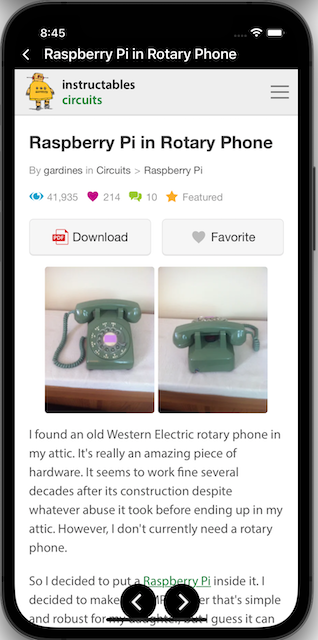 8:45
Raspberry Pi in Rotary Phone
instructables
circuits
Raspberry Pi in Rotary Phone
By gardines in Circuits > Raspberry Pi
41,935 214 10 Featured
PDF Download Favorite
I found an old Western Electric rotary phone in
my attic. It's really an amazing piece of
hardware. It seems to work fine several
decades after its construction despite
whatever abuse it took before ending up in my
attic. However, I don't currently need a rotary
phone.
So I decided to put a Raspberry Pi inside it. I
decided to make that's simple
and robust for my daughter, but I guess it can